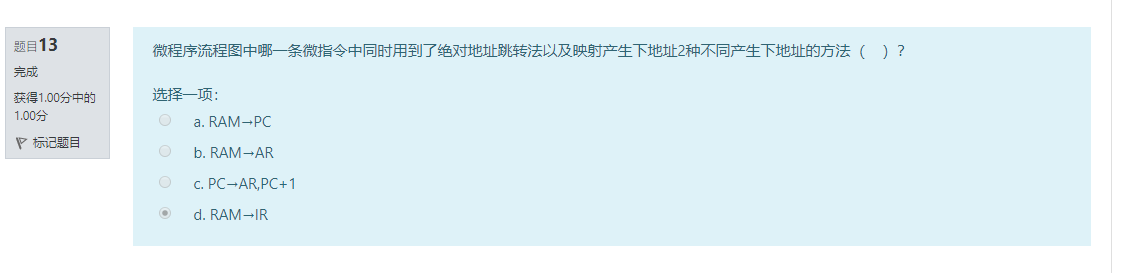 题目13
完成
获得1.00分中的
1.00分
标记题目
微程序流程图中哪一条微指令中同时用到了绝对地址跳转法以及映射产生下地址2种不同产生下地址的方法（　）？
选择一项：
a. RAM→PC
b. RAM→AR
c. PC→AR,PC+1
d. RAM→IR